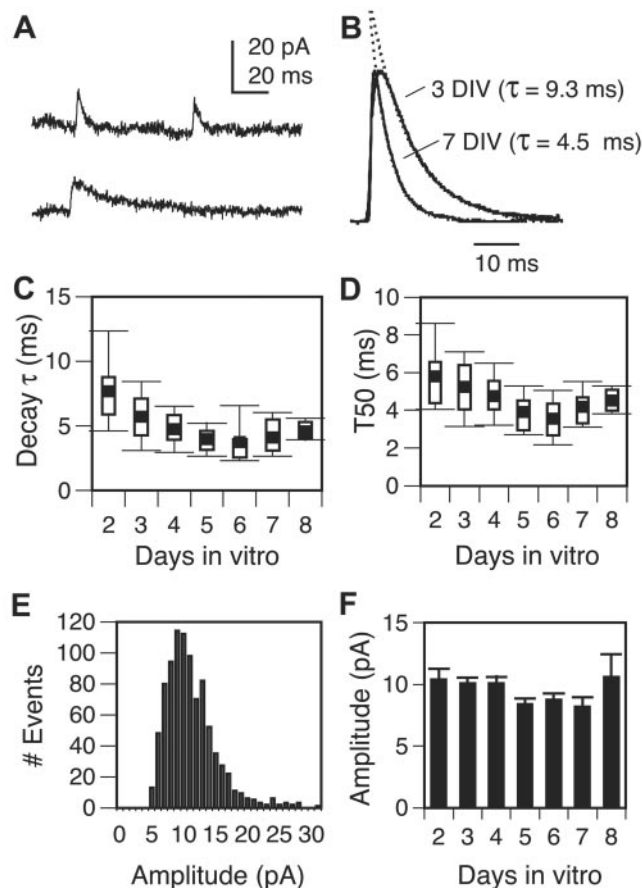 A
20 pA
20 ms
B
3 DIV (τ = 9.3 ms)
7 DIV (τ = 4.5 ms)
10 ms
C
Decay τ (ms)
15
10
5
0
2 3 4 5 6 7 8
Days in vitro
D
T50
(ms)
10
8
6
4
2
0
2 3 4 5 6 7 8
Days in vitro
E
# Events
120
100
80
60
40
20
0
0 5 10 15 20 25 30
Amplitude (pA)
F
Amplitude (pA)
15
10
5
0
2 3 4 5 6 7 8
Days in vitro